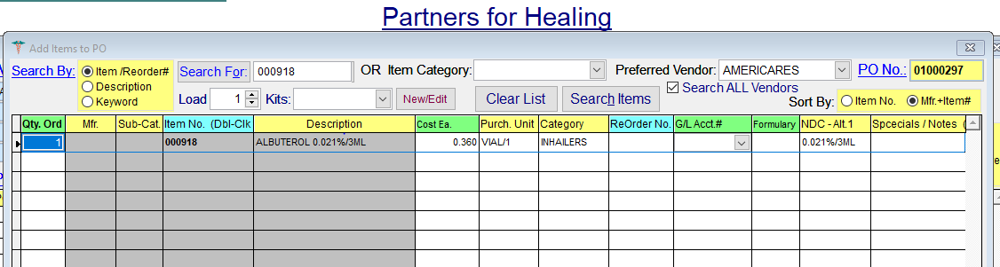 Partners for Healing
Add Items to PO
Search By: Item /Reorder# Search For: 000918 OR Item Category: Preferred Vendor: AMERICARES PO No.: 01000297
Description Search ALL Vendors
Keyword Load 1 Kits: New/Edit Clear List Search Items Sort By: Item No. Mfr.+Item#
Qty. Ord Mfr. Sub-Cat. Item No. (Dbl-Clk Description Cost Ea. Purch. Unit Category ReOrder No. G/L Acct.# Formulary NDC - Alt.1 Spcecials / Notes (
1 000918 ALBUTEROL 0.021%/3ML 0.360 VIAL/1 INHAILERS 0.021%/3ML